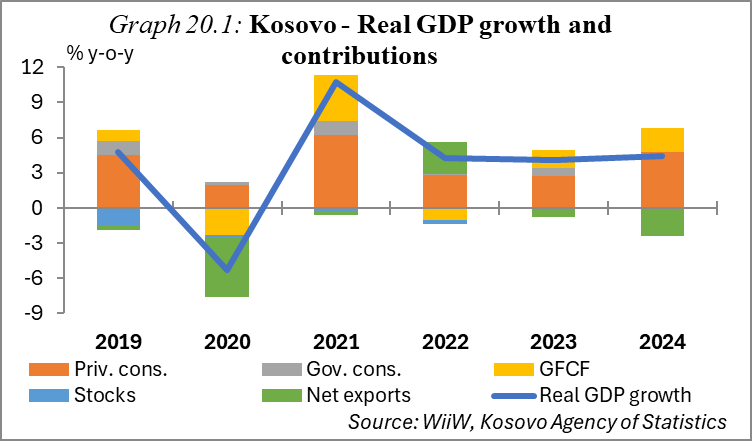 Graph 20.1: Kosovo - Real GDP growth and
contributions
% y-o-y
12
9
6
3
0
-3
-6
-9
2019 2020 2021 2022 2023 2024
Priv. cons. Gov. cons. GFCF
Stocks Net exports Real GDP growth
Source: WiiW, Kosovo Agency of Statistics